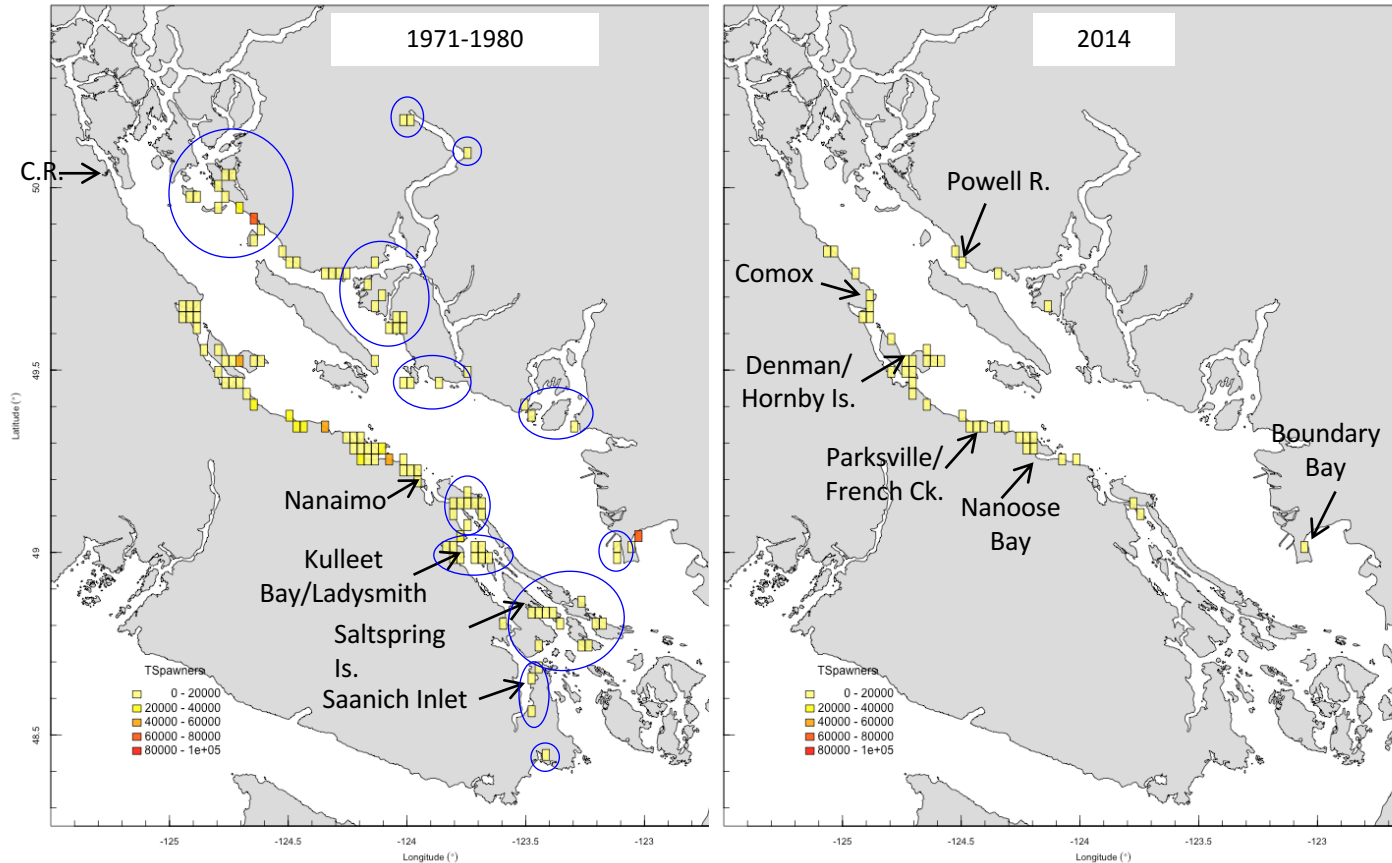 1971-1980
C.R.
Nanaimo
Kulleet
Bay/Ladysmith
Saltspring
Is.
Saanich Inlet
TSpawners
0 - 20000
20000 - 40000
40000 - 60000
60000 - 80000
80000 - 1e+05
Latitude (°)
50
49.5
49
48.5
-125
-124.5
-124
-123.5
-123
Longitude (°)
2014
Powell R.
Comox
Denman/
Hornby Is.
Parksville/
French Ck.
Nanoose
Bay
Boundary
Bay
TSpawners
0 - 20000
20000 - 40000
40000 - 60000
60000 - 80000
80000 - 1e+05
-125
-124.5
-124
-123.5
-123
Longitude (°)